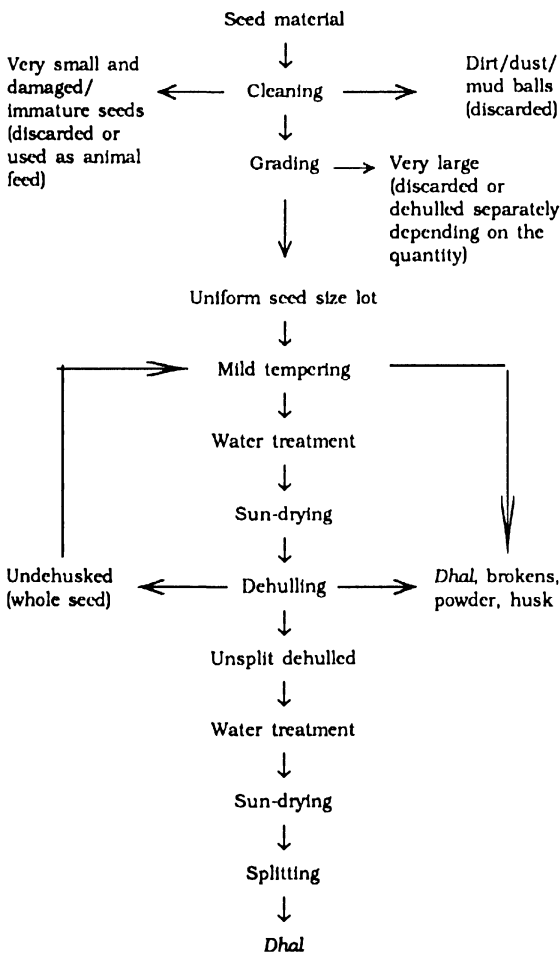 Seed material
Very small and
damaged/
immature seeds
(discarded or
used as animal
feed)
Cleaning
Dirt/dust/
mud balls
(discarded)
Grading
Very large
(discarded or
dehulled separately
depending on the
quantity)
Uniform seed size lot
Mild tempering
Water treatment
Sun-drying
Undehusked
(whole seed)
Dehulling
Dhal, brokens,
powder, husk
Unsplit dehulled
Water treatment
Sun-drying
Splitting
Dhal